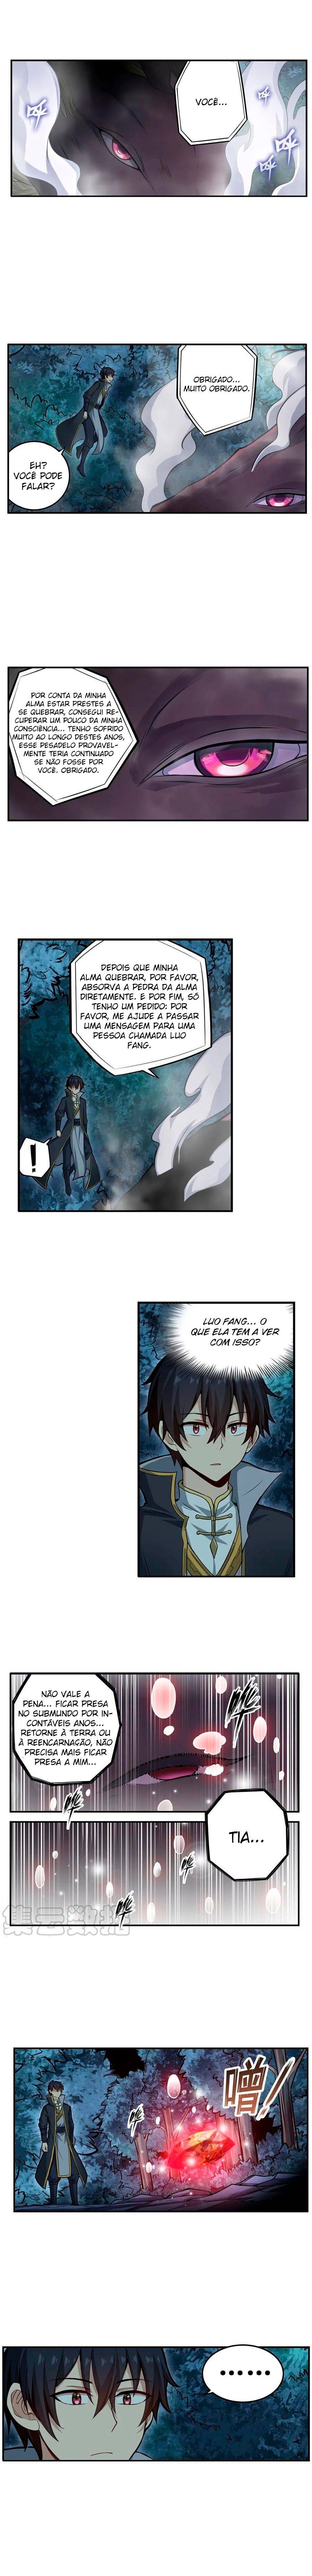 VOCÊ...
OBRIGADO...
MUITO OBRIGADO.
EH?
VOCÊ PODE
FALAR?
POR CONTA DA MINHA
ALMA ESTAR PRESTES A
SE QUEBRAR, CONSEGUI RE-
CUPERAR UM POUCO DA MINHA
CONSCIÊNCIA... TENHO SOFRIDO
MUITO AO LONGO DESTES ANOS,
ESSE PESADELO PROVAVEL-
MENTE TERIA CONTINUADO
SE NÃO FOSSE POR
VOCÊ. OBRIGADO.
DEPOIS QUE MINHA
ALMA QUEBRAR, POR FAVOR,
ABSORVA A PEDRA DA ALMA
DIRETAMENTE. E POR FIM, SÓ
TENHO UM PEDIDO: POR
FAVOR, ME AJUDE A PASSAR
UMA MENSAGEM PARA UMA
PESSOA CHAMADA LUO
FANG.
!
LUO FANG... O
QUE ELA TEM A VER
COM ISSO?
NÃO VALE A
PENA... FICAR PRESA
NO SUBMUNDO POR IN-
CONTÁVEIS ANOS...
RETORNE À TERRA OU
À REENCARNAÇÃO, NÃO
PRECISA MAIS FICAR
PRESA A MIM...
TIA...
集云数据
噌!
......